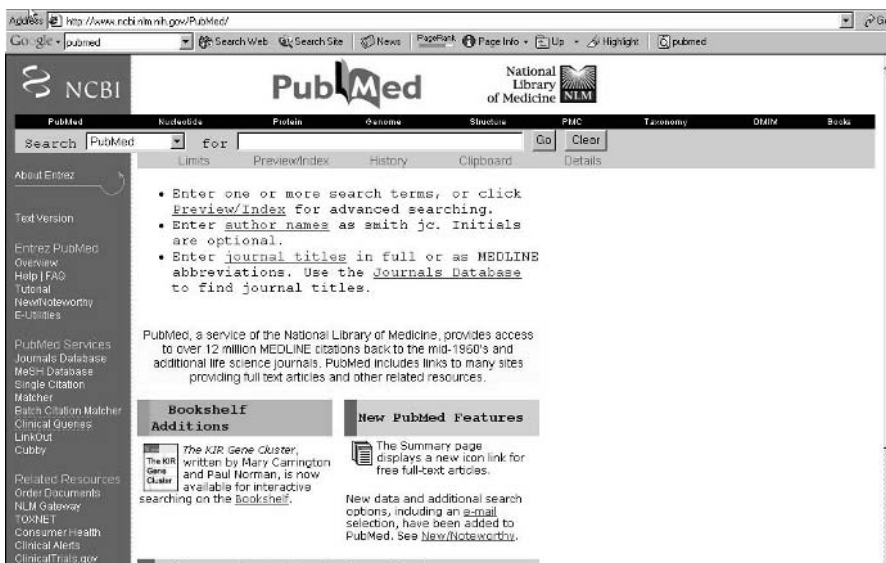 Address http://www.ncbi.nlm.nih.gov/PubMed/
Google pubmed Search Web Search Site News PageRank Page Info Up Highlight pubmed
NCBI
PubMed
National
Library
of Medicine NLM
PubMed Nucleotide Protein Genome Structure PMC Taxonomy OMIM Books
Search PubMed for Go Clear
Limits Preview/Index History Clipboard Details
About Entrez
Text Version
Entrez PubMed
Overview
Help | FAQ
Tutorial
New/Noteworthy
E-Utilities
PubMed Services
Journals Database
MeSH Database
Single Citation
Matcher
Batch Citation Matcher
Clinical Queries
LinkOut
Cubby
Related Resources
Order Documents
NLM Gateway
TOXNET
Consumer Health
Clinical Alerts
ClinicalTrials.gov
• Enter one or more search terms, or click
Preview/Index for advanced searching.
• Enter author names as smith jc. Initials
are optional.
• Enter journal titles in full or as MEDLINE
abbreviations. Use the Journals Database
to find journal titles.
PubMed, a service of the National Library of Medicine, provides access
to over 12 million MEDLINE citations back to the mid-1960's and
additional life science journals. PubMed includes links to many sites
providing full text articles and other related resources.
Bookshelf
Additions
The KIR
Gene
Cluster
The KIR Gene Cluster,
written by Mary Carrington
and Paul Norman, is now
available for interactive
searching on the Bookshelf.
New PubMed Features
The Summary page
displays a new icon link for
free full-text articles.
New data and additional search
options, including an e-mail
selection, have been added to
PubMed. See New/Noteworthy.